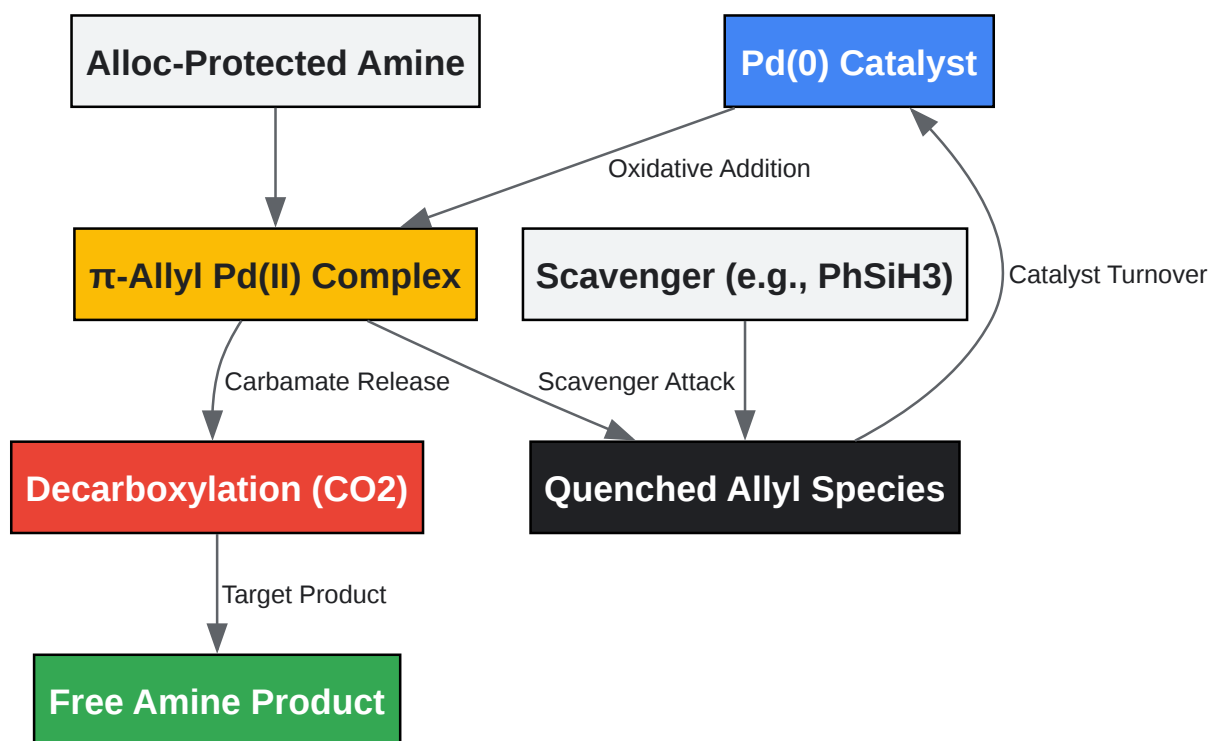 Alloc-Protected Amine
Pd(0) Catalyst
Oxidative Addition
π-Allyl Pd(II) Complex
Scavenger (e.g., PhSiH3)
Catalyst Turnover
Carbamate Release
Scavenger Attack
Decarboxylation (CO2)
Quenched Allyl Species
Target Product
Free Amine Product